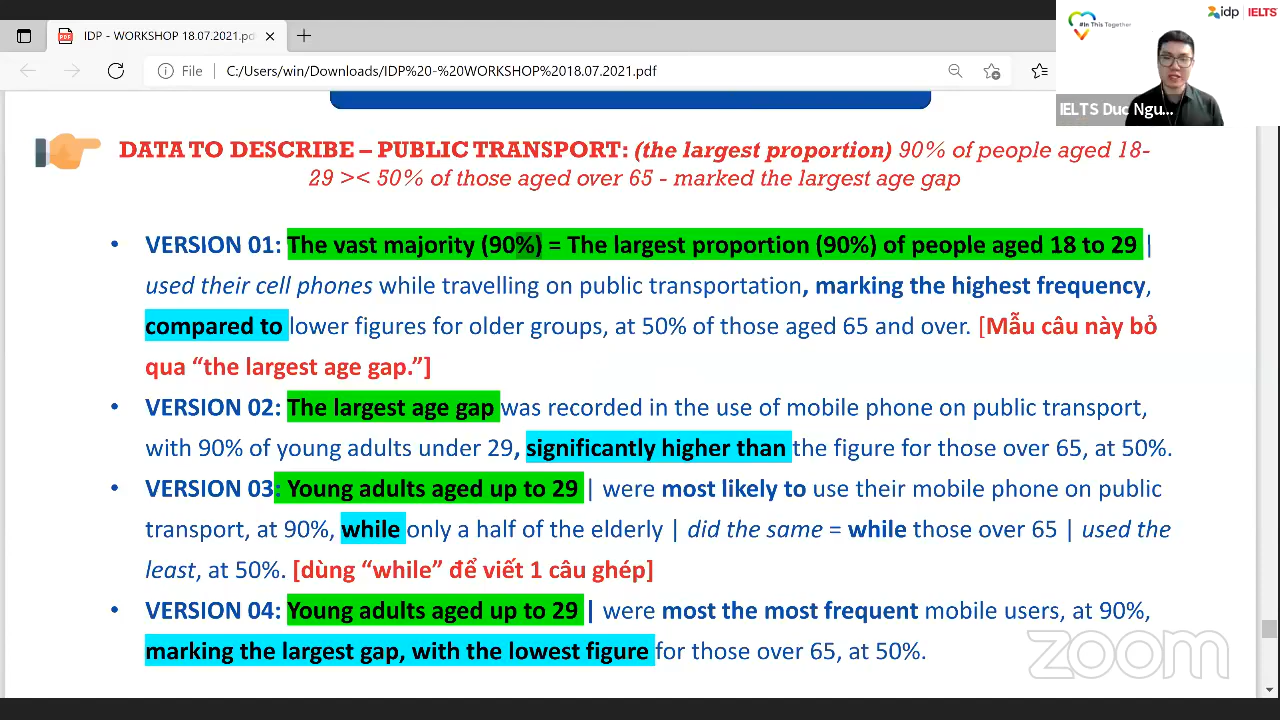 IDP - WORKSHOP 18.07.2021.pd
File
C:/Users/win/Downloads/IDP%20-%20WORKSHOP%2018.07.2021.pdf
#In This Together
idp IELTS
IELTS Duc Ngu...
DATA TO DESCRIBE – PUBLIC TRANSPORT: (the largest proportion) 90% of people aged 18-
29 >< 50% of those aged over 65 - marked the largest age gap
• VERSION 01: The vast majority (90%) = The largest proportion (90%) of people aged 18 to 29 |
used their cell phones while travelling on public transportation, marking the highest frequency,
compared to lower figures for older groups, at 50% of those aged 65 and over. [Mẫu câu này bỏ
qua “the largest age gap.”]
• VERSION 02: The largest age gap was recorded in the use of mobile phone on public transport,
with 90% of young adults under 29, significantly higher than the figure for those over 65, at 50%.
• VERSION 03: Young adults aged up to 29 | were most likely to use their mobile phone on public
transport, at 90%, while only a half of the elderly | did the same = while those over 65 | used the
least, at 50%. [dùng “while” để viết 1 câu ghép]
• VERSION 04: Young adults aged up to 29 | were most the most frequent mobile users, at 90%,
marking the largest gap, with the lowest figure for those over 65, at 50%.
zoom